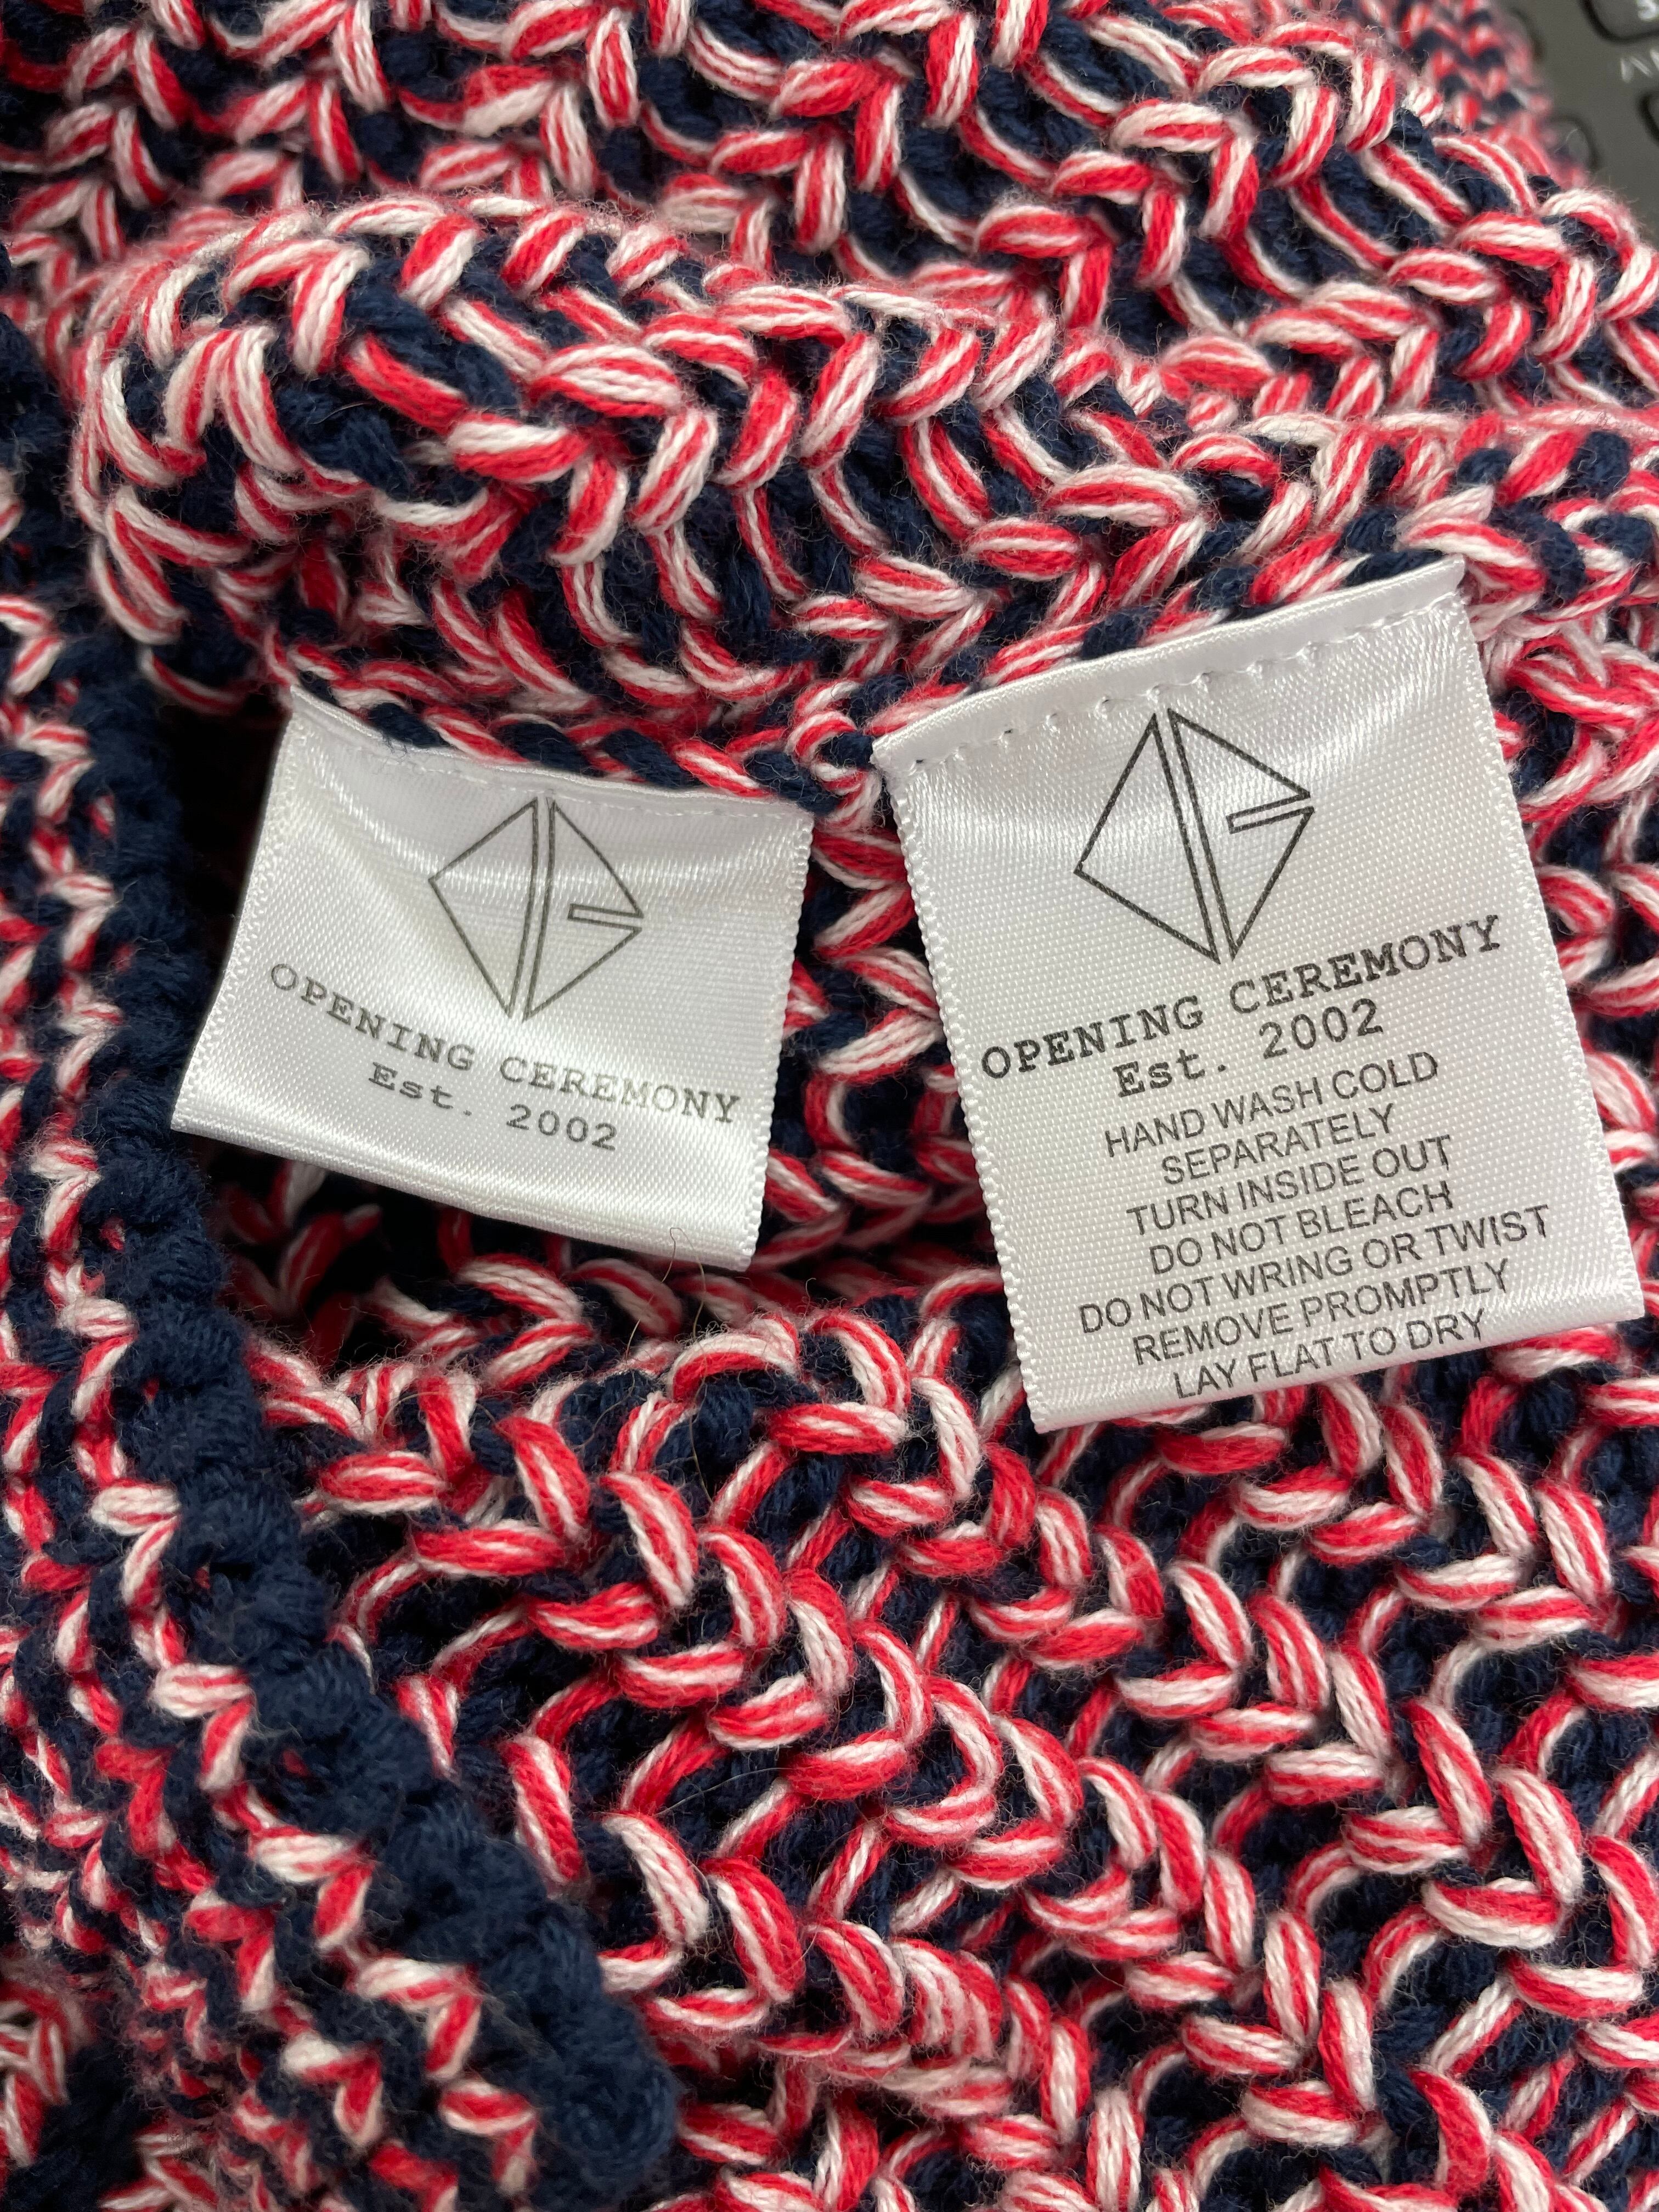 OPENING CEREMONY
Est. 2002
OPENING CEREMONY
Est. 2002
HAND WASH COLD
SEPARATELY
TURN INSIDE OUT
DO NOT BLEACH
DO NOT WRING OR TWIST
REMOVE PROMPTLY
LAY FLAT TO DRY